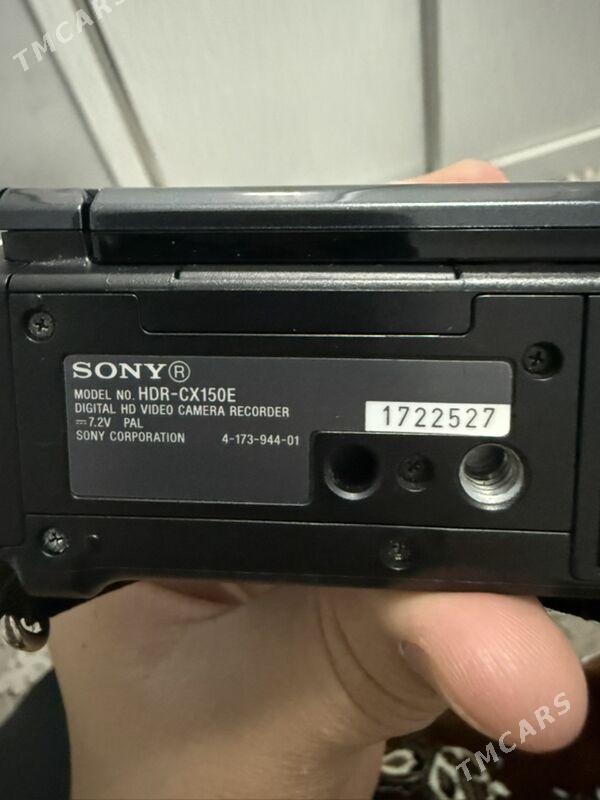 TMCARS
SONY®
MODEL NO. HDR-CX150E
DIGITAL HD VIDEO CAMERA RECORDER
⎓7.2V PAL
SONY CORPORATION 4-173-944-01
1722527
TMCARS